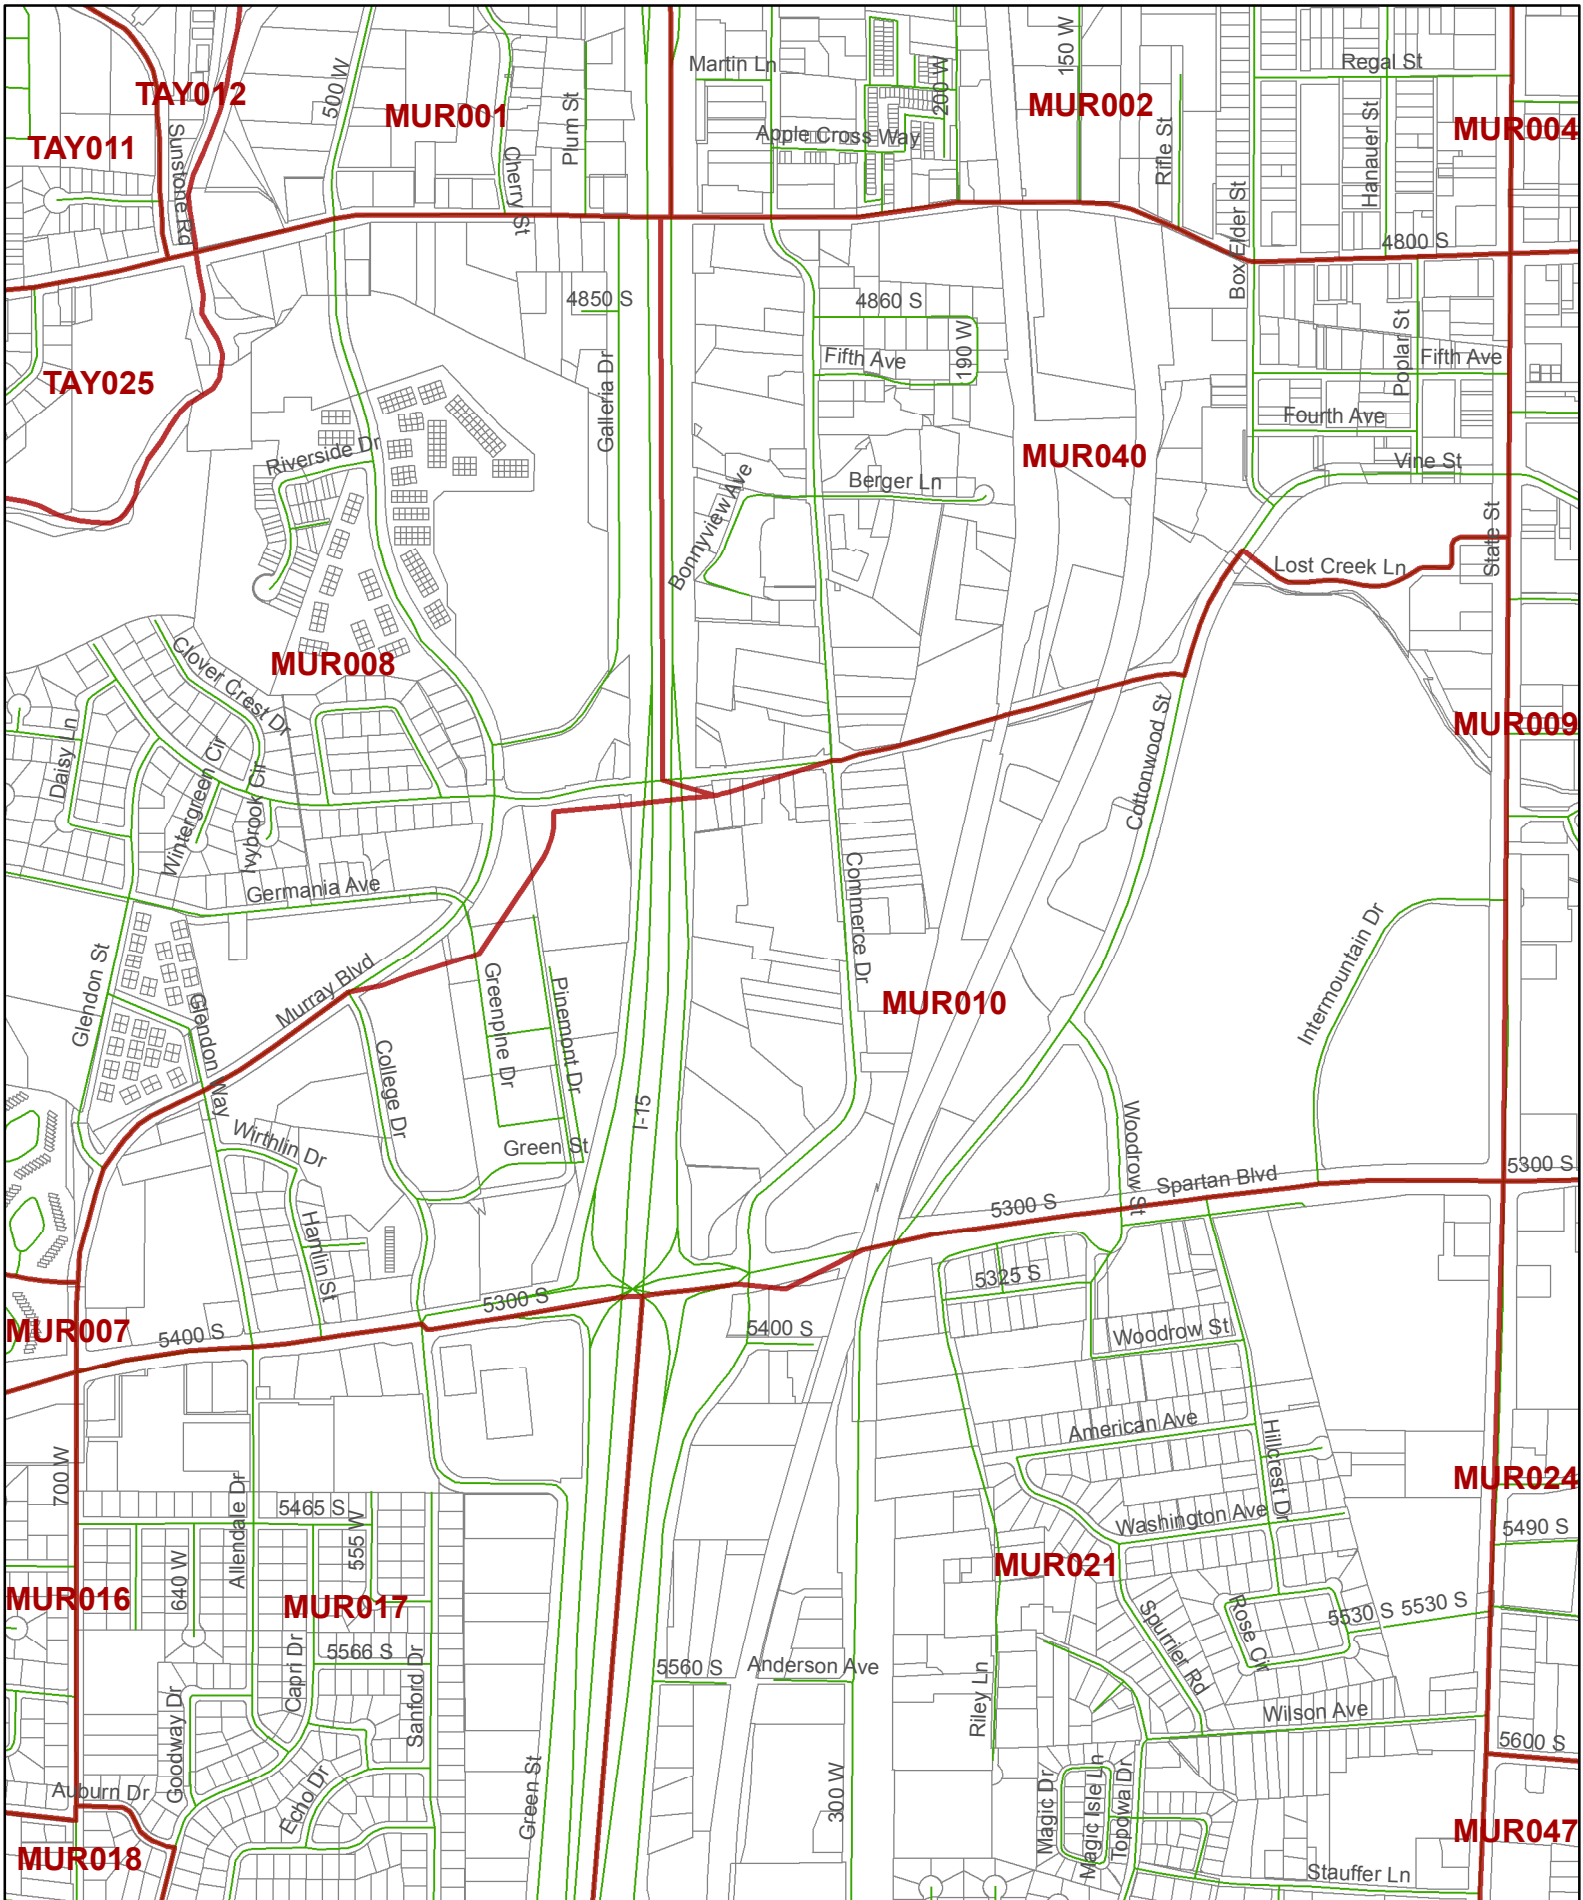 TAY012
TAY011
MUR001
MUR002
MUR004
500 W
Sunstone Rd
Cherry St
Plum St
Martin Ln
Apple Cross Way
200 W
150 W
Rifle St
Box Elder St
Regal St
Hanauer St
4800 S
TAY025
4850 S
Galleria Dr
4860 S
Fifth Ave
190 W
Poplar St
Fifth Ave
Fourth Ave
Vine St
Riverside Dr
Bonnyview Ave
Berger Ln
MUR040
State St
Lost Creek Ln
MUR008
Clover Crest Dr
Daisy Ln
Wintergreen Cir
Ivybrook Cir
Cottonwood St
MUR009
Germania Ave
Commerce Dr
Glendon St
Glendon Way
Murray Blvd
Greenpine Dr
Pinemont Dr
MUR010
Intermountain Dr
College Dr
I-15
Green St
Wirthlin Dr
Hamlin St
Woodrow St
Spartan Blvd
5300 S
5300 S
5325 S
MUR007
5400 S
5300 S
5400 S
Woodrow St
American Ave
Hillcrest Dr
MUR024
700 W
5465 S
555 W
Allendale Dr
640 W
Washington Ave
5490 S
MUR016
MUR017
MUR021
Spurrier Rd
Rose Cir
5530 S
5530 S
5566 S
Capri Dr
Sanford Dr
Goodway Dr
5560 S
Anderson Ave
Riley Ln
Wilson Ave
5600 S
Auburn Dr
Echo Dr
Green St
300 W
Magic Dr
Magic Isle Ln
Topowa Dr
MUR018
MUR047
Stauffer Ln